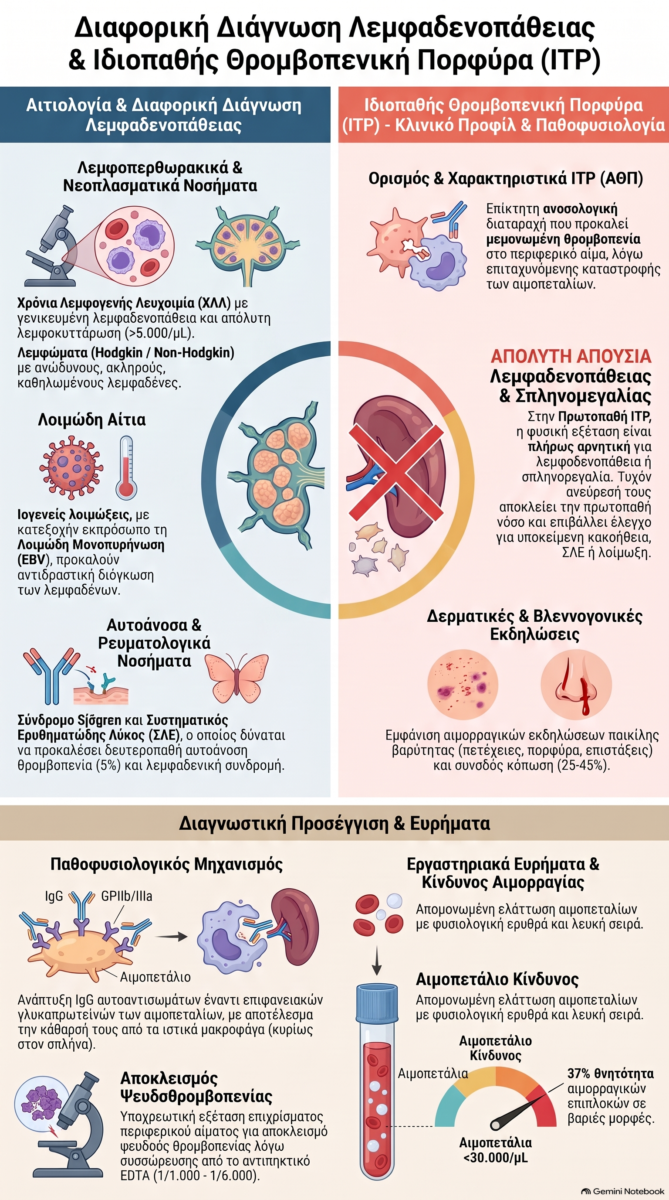 Διαφορική Διάγνωση Λεμφαδενοπάθειας
& Ιδιοπαθής Θρομβοπενική Πορφύρα (ITP)
Αιτιολογία & Διαφορική Διάγνωση
Λεμφαδενοπάθειας
Λεμφοπερθωρακικά &
Νεοπλασματικά Νοσήματα
Χρόνια Λεμφογενής Λευχοιμία (ΧΛΛ) με
γενικευμένη λεμφαδενοπάθεια και απόλυτη
λεμφοκυττάρωση (>5.000/μL).
Λεμφώματα (Hodgkin / Non-Hodgkin)
με ανώδυνους, ακληρούς,
καθηλωμένους λεμφαδένες.
Λοιμώδη Αίτια
Ιογενείς λοιμώξεις, με
κατεξοχήν εκπρόσωπο τη
Λοιμώδη Μονοπυρήνωση
(EBV), προκαλούν
αντιδραστική διόγκωση
των λεμφαδένων.
Αυτοάνοσα &
Ρευματολογικά
Νοσήματα
Σύνδρομο Sjögren και Συστηματικός
Ερυθηματώδης Λύκος (ΣΛΕ), ο οποίος δύναται
να προκαλέσει δευτεροπαθή αυτοάνοση
θρομβοπενία (5%) και λεμφαδενική συνδρομή.
Ιδιοπαθής Θρομβοπενική Πορφύρα
(ITP) - Κλινικό Προφίλ & Παθοφυσιολογία
Ορισμός & Χαρακτηριστικά ITP (ΑΘΠ)
Επίκτητη ανοσολογική
διαταραχή που προκαλεί
μεμονωμένη θρομβοπενία
στο περιφερικό αίμα, λόγω
επιταχυνόμενης καταστροφής
των αιμοπεταλίων.
ΑΠΟΛΥΤΗ ΑΠΟΥΣΙΑ
Λεμφαδενοπάθειας
& Σπληνομεγαλίας
Στην Πρωτοπαθή ITP,
η φυσική εξέταση είναι
πλήρως αρνητική για
λεμφοδενοπάθεια ή
σπληνορεγαλία. Τυχόν
ανεύρεσή τους
αποκλείει την πρωτοπαθή
νόσο και επιβάλλει έλεγχο
για υποκείμενη κακοήθεια,
ΣΛΕ ή λοίμωξη.
Δερματικές & Βλεννογονικές
Εκδηλώσεις
Εμφάνιση αιμορραγικών εκδηλώσεων ποικίλης
βαρύτητας (πετέχειες, πορφύρα, επιστάξεις)
και συνσδός κόπωση (25-45%).
Διαγνωστική Προσέγγιση & Ευρήματα
Παθοφυσιολογικός Μηχανισμός
IgG
GPIIb/IIIa
Αιμοπετάλιο
Ανάπτυξη IgG αυτοαντισωμάτων έναντι επιφανειακών
γλυκαπρωτείνών των αιμοπεταλίων, με αποτέλεσμα
την κάθαρσή τους από τα ιστικά μακροφάγα (κυρίως
στον σπλήνα).
Αποκλεισμός
Ψευδσθρομβοπενίας
Υποχρεωτική εξέταση επιχρίσματος
περιφερικού αίματος για αποκλεισμό
ψευδούς θρομβοπενίας λόγω
συσσώρευσης από το αντιπηκτικό
EDTA (1/1.000 - 1/6.000).
Εργαστηριακά Ευρήματα &
Κίνδυνος Αιμορραγίας
Απομονωμένη ελάττωση αιμοπεταλίων
με φυσιολογική ερυθρά και λευκή σειρά.
Αιμοπετάλιο Κίνδυνος
Απομονωμένη ελάττωση αιμοπεταλίων
με φυσιολογική ερυθρά και λευκή σειρά.
Αιμοπετάλιο
Κίνδυνος
Αιμοπετάλια
37% θνητότητα
αιμορραγικών
επιπλοκών σε
βαριές μορφές.
Αιμοπετάλια
<30.000/μL
Gemini Notebook